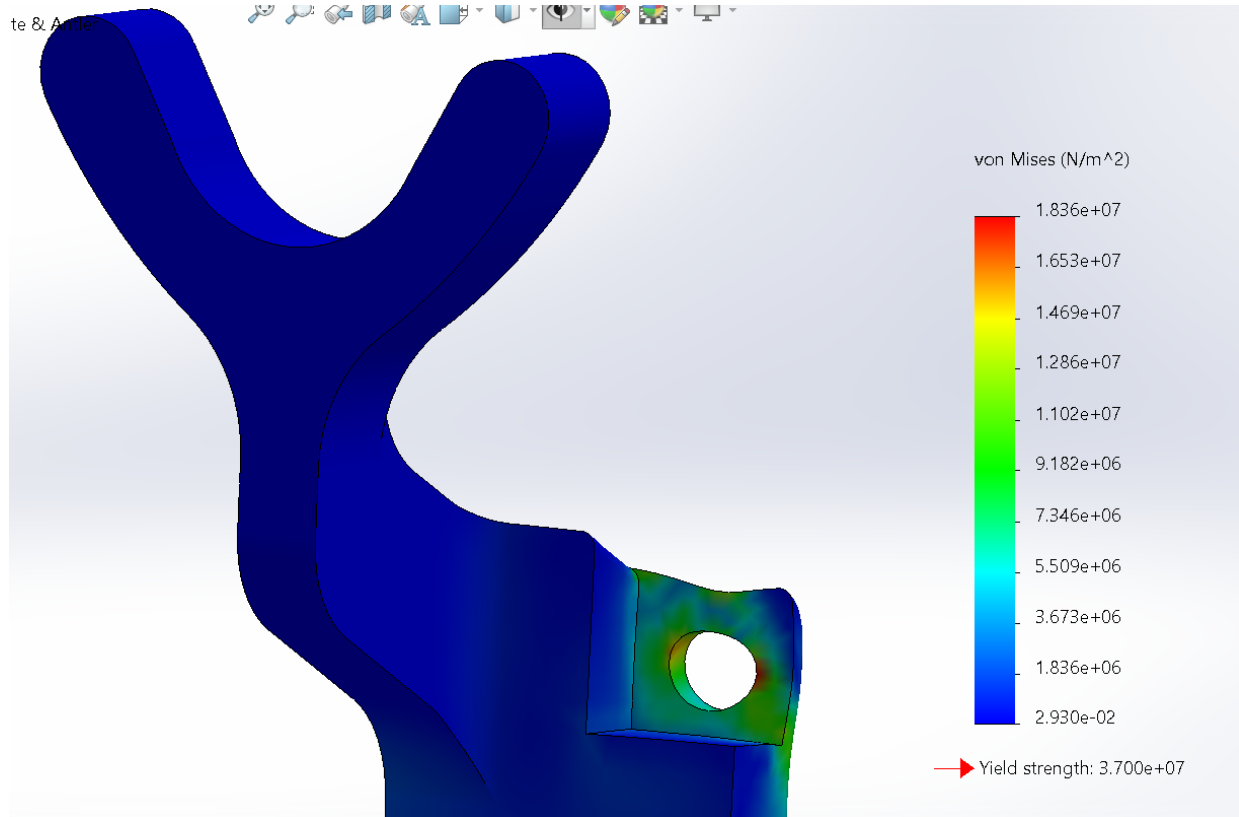 te & A
von Mises (N/m^2)
1.836e+07
1.653e+07
1.469e+07
1.286e+07
1.102e+07
9.182e+06
7.346e+06
5.509e+06
3.673e+06
1.836e+06
2.930e-02
Yield strength: 3.700e+07